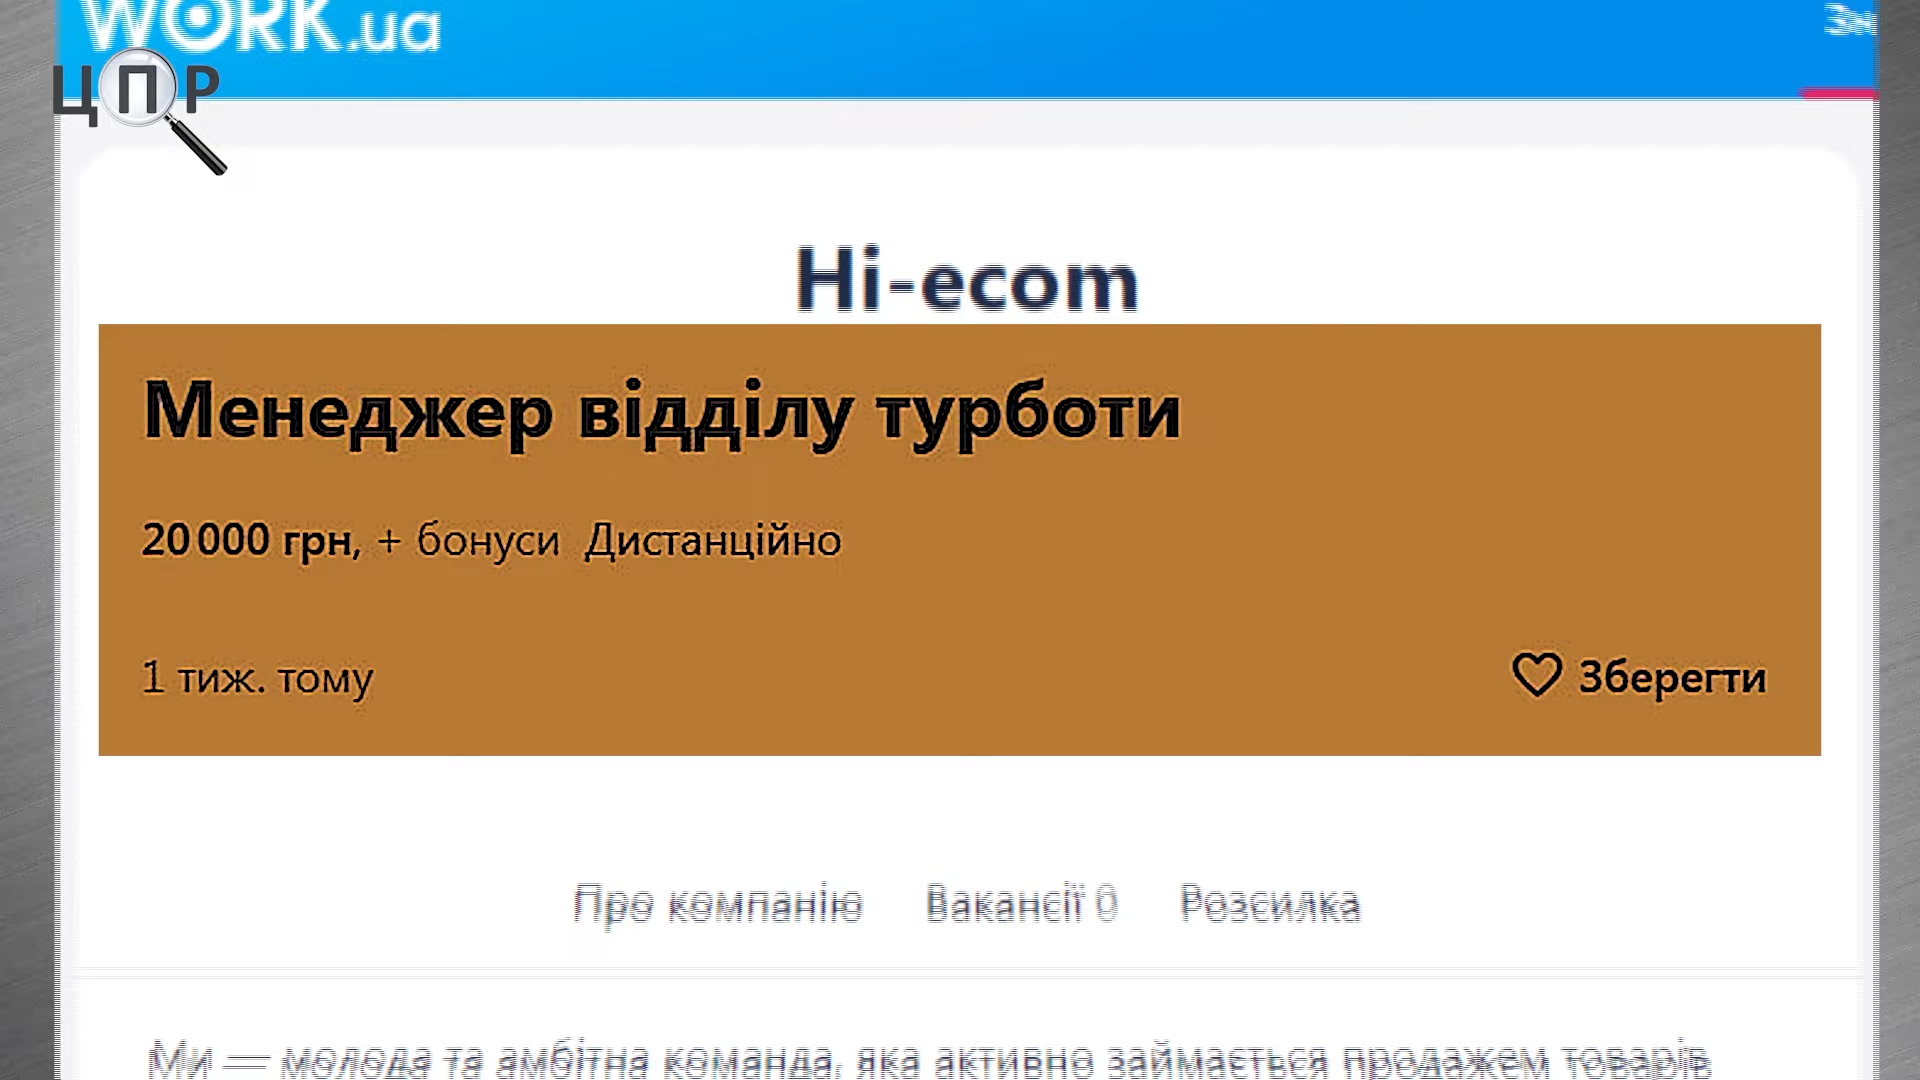 WORK.ua
Зн
ЦПР
Hi-ecom
Менеджер відділу турботи
20 000 грн, + бонуси Дистанційно
1 тиж. тому
Зберегти
Про компанію Вакансії 0 Розсилка
Ми — молода та амбітна команда, яка активно займається продажем товарів